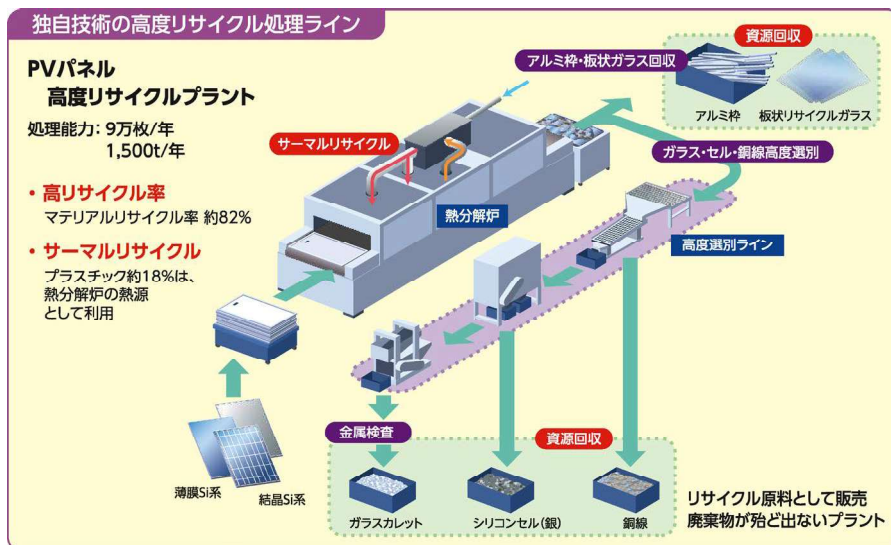 独自技術の高度リサイクル処理ライン
PVパネル
高度リサイクルプラント
処理能力：9万枚/年
1,500t/年
・高リサイクル率
マテリアルリサイクル率 約82%
・サーマルリサイクル
プラスチック約18%は、
熱分解炉の熱源
として利用
サーマルリサイクル
熱分解炉
アルミ枠・板状ガラス回収
資源回収
アルミ枠
板状リサイクルガラス
ガラス・セル・銅線高度選別
高度選別ライン
薄膜Si系
結晶Si系
金属検査
資源回収
ガラスカレット
シリコンセル（銀）
銅線
リサイクル原料として販売
廃棄物が殆ど出ないプラント